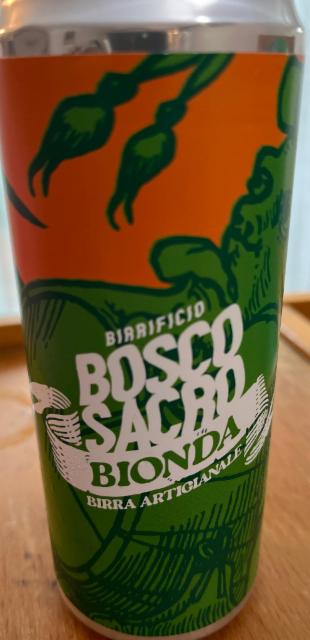 BIRRIFICIO
BOSCO
SACRO
BIONDA
BIRRA ARTIGIANALE